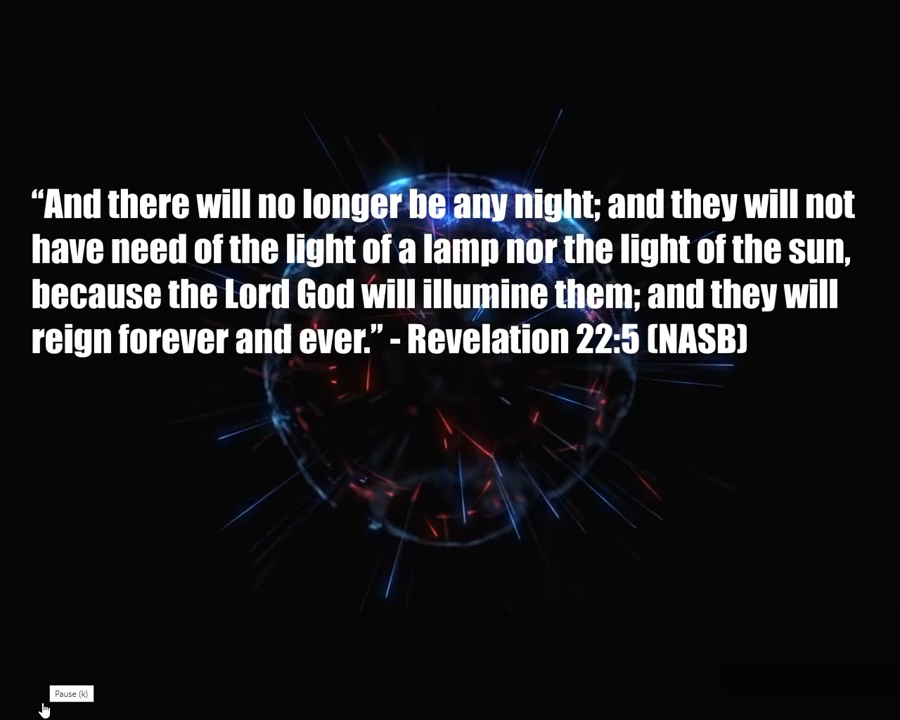 “And there will no longer be any night; and they will not
have need of the light of a lamp nor the light of the sun,
because the Lord God will illumine them; and they will
reign forever and ever.” - Revelation 22:5 (NASB)
Pause (k)